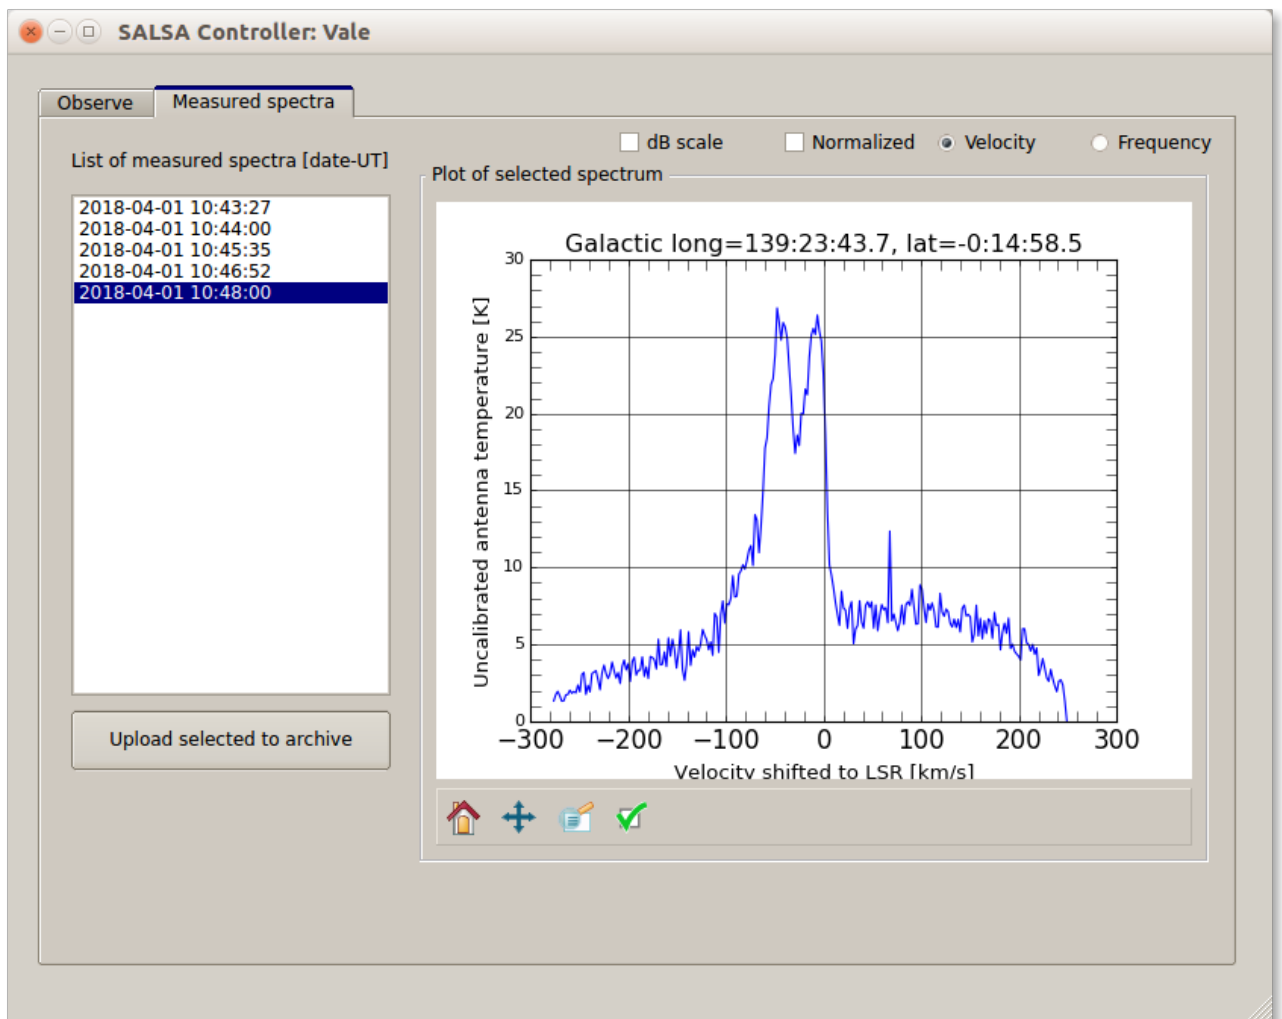 SALSA Controller: Vale
Observe
Measured spectra
dB scale
Normalized
Velocity
Frequency
List of measured spectra [date-UT]
Plot of selected spectrum
2018-04-01 10:43:27
2018-04-01 10:44:00
2018-04-01 10:45:35
2018-04-01 10:46:52
2018-04-01 10:48:00
Upload selected to archive
Galactic long=139:23:43.7, lat=-0:14:58.5
Uncalibrated antenna temperature [K]
30
25
20
15
10
5
0
−300 −200 −100 0 100 200 300
Velocity shifted to LSR [km/s]